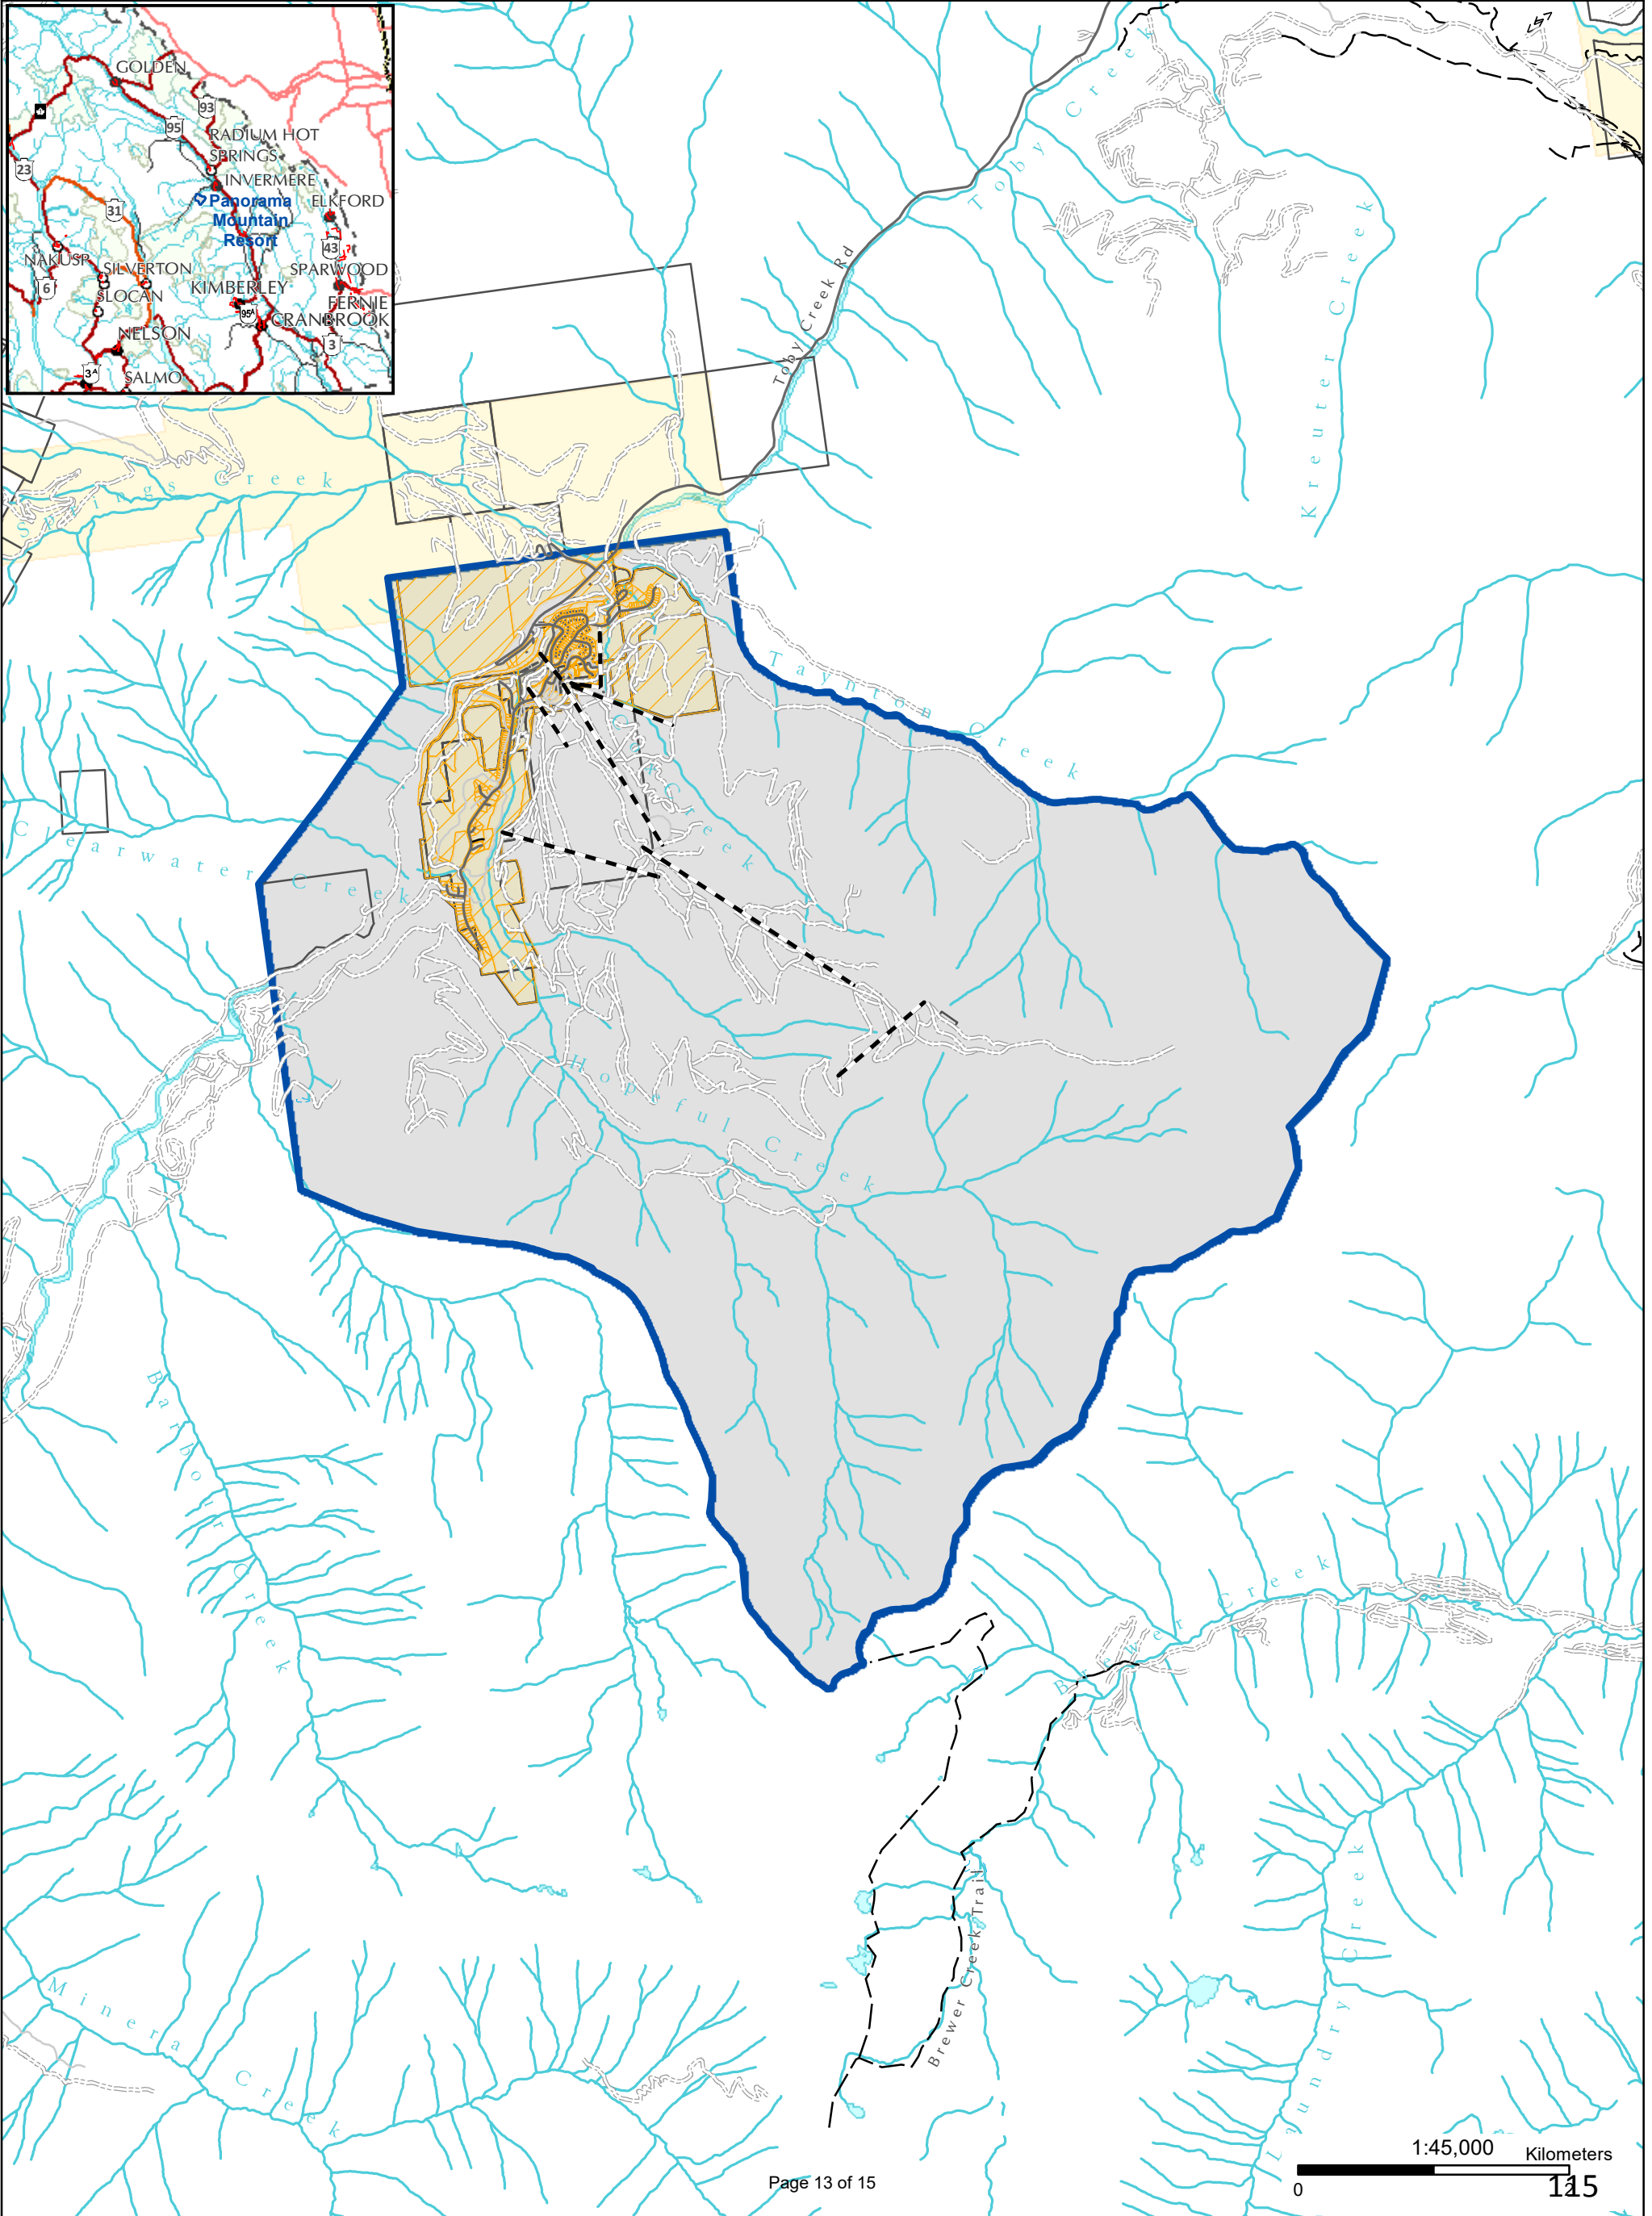 GOLDEN
93
95
RADIUM HOT
SPRINGS
23
INVERMERE
Panorama
Mountain
Resort
ELKFORD
31
43
NAKUSP
SILVERTON
SPARWOOD
6
SLOCAN
KIMBERLEY
FERNIE
95A
CRANBROOK
NELSON
3
3A
SALMO
Toby Creek
Toby Creek Rd
Kreuter Creek
Springs Creek
Taynton Creek
Creek
Clearwater Creek
Hopeful Creek
Barbour Creek
Brewer Creek
Brewer Creek Trail
Laundry Creek
Mineral Creek
1:45,000
Kilometers
0
Page 13 of 15